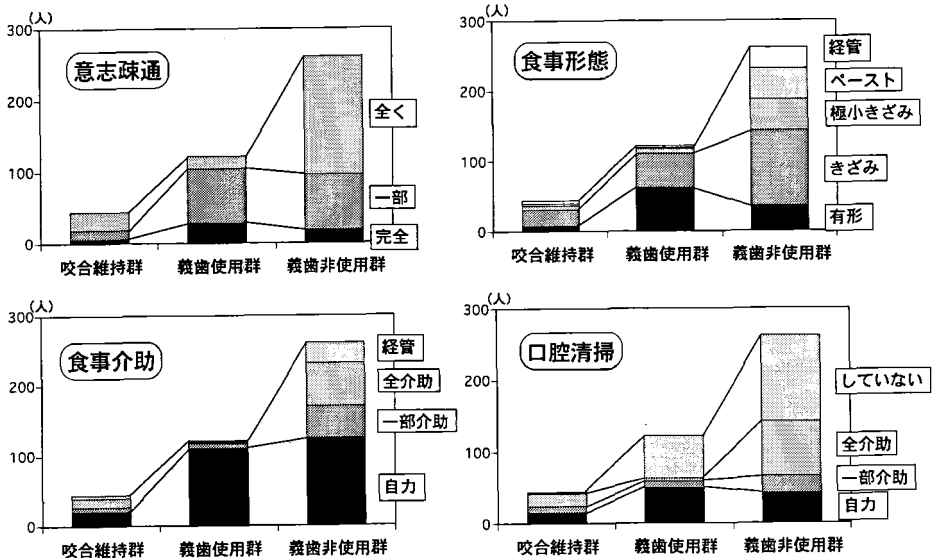 (人)
300
200
100
0
意志疎通
全く
一部
完全
咬合維持群 義歯使用群 義歯非使用群
(人)
300
200
100
0
食事形態
経管
ペースト
極小きざみ
きざみ
有形
咬合維持群 義歯使用群 義歯非使用群
(人)
300
200
100
0
食事介助
経管
全介助
一部介助
自力
咬合維持群 義歯使用群 義歯非使用群
(人)
300
200
100
0
口腔清掃
していない
全介助
一部介助
自力
咬合維持群 義歯使用群 義歯非使用群